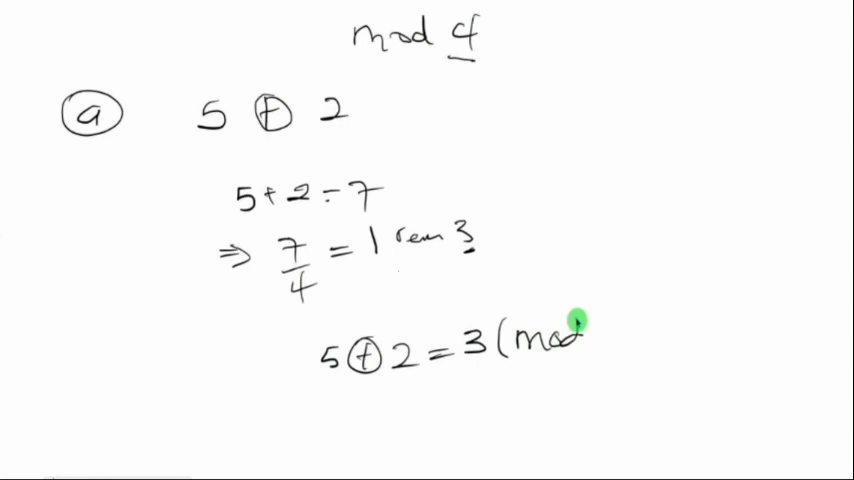 mod 4
a 5 ⊕ 2
5 + 2 = 7
⇒ 7/4 = 1 rem 3
5 ⊕ 2 = 3 (mod